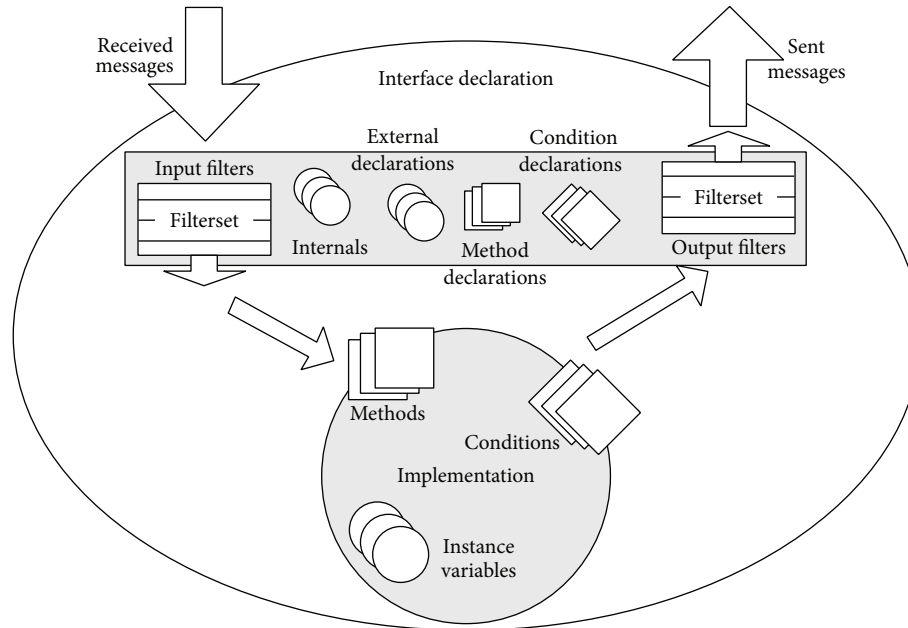 Received
messages
Sent
messages
Interface declaration
External
declarations
Condition
declarations
Input filters
Filterset
Internals
Method
declarations
Filterset
Output filters
Methods
Conditions
Implementation
Instance
variables